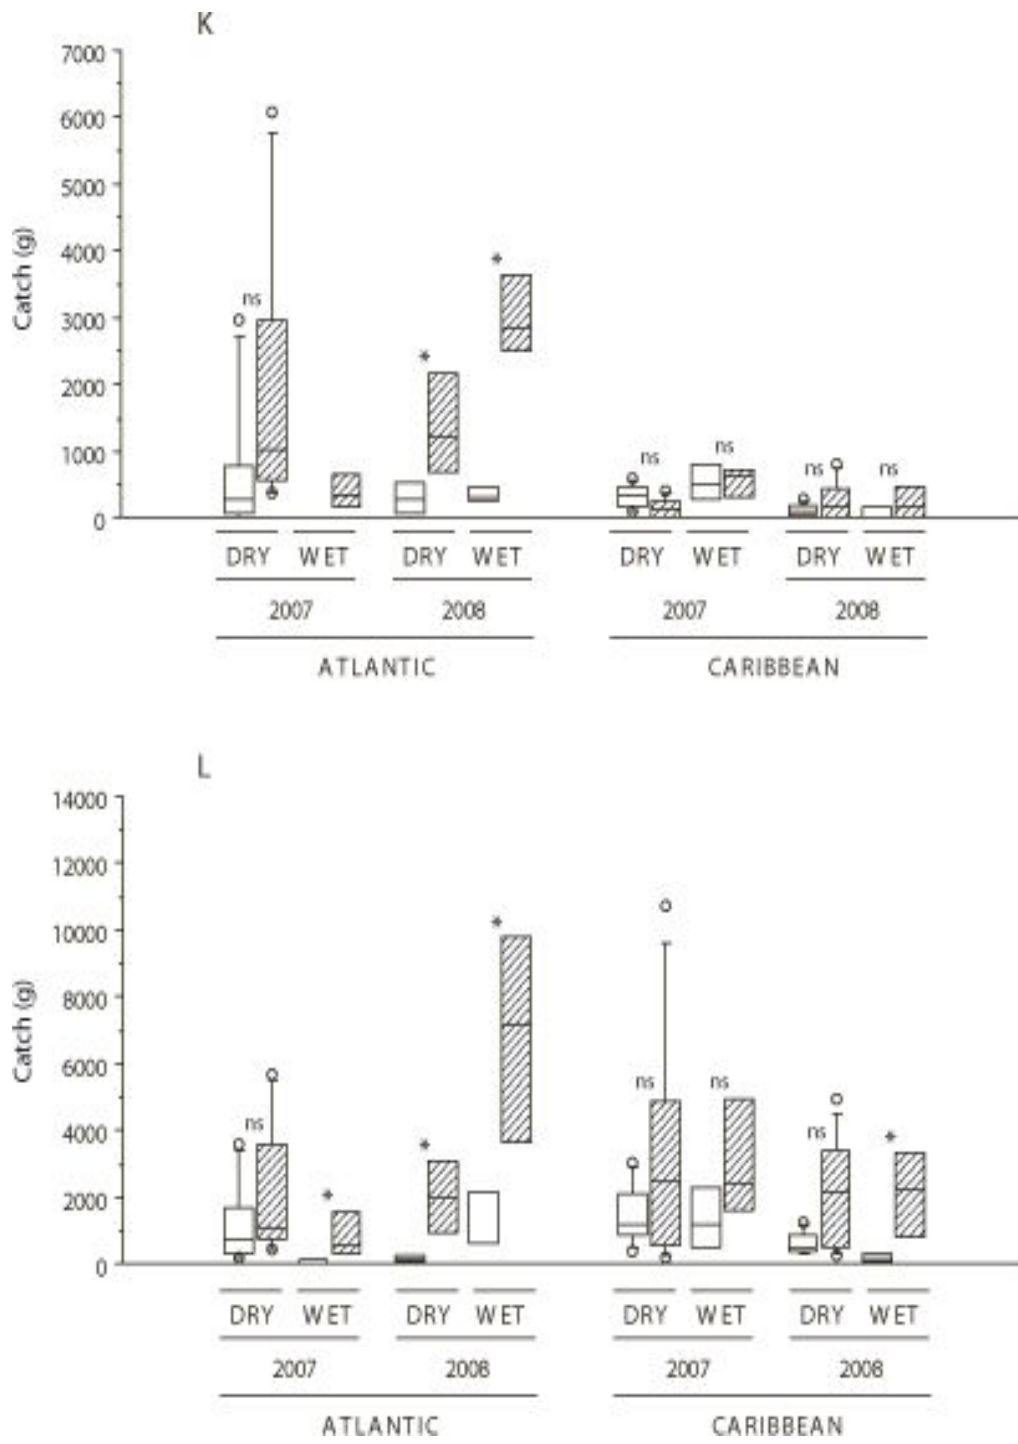 K
7000
6000
5000
4000
3000
2000
1000
0
Catch (g)
ns
*
*
ns
ns
ns
ns
DRY WET DRY WET DRY WET DRY WET
2007 2008 2007 2008
ATLANTIC CARIBBEAN
L
14000
12000
10000
8000
6000
4000
2000
0
Catch (g)
ns
*
*
*
ns
ns
ns
*
DRY WET DRY WET DRY WET DRY WET
2007 2008 2007 2008
ATLANTIC CARIBBEAN